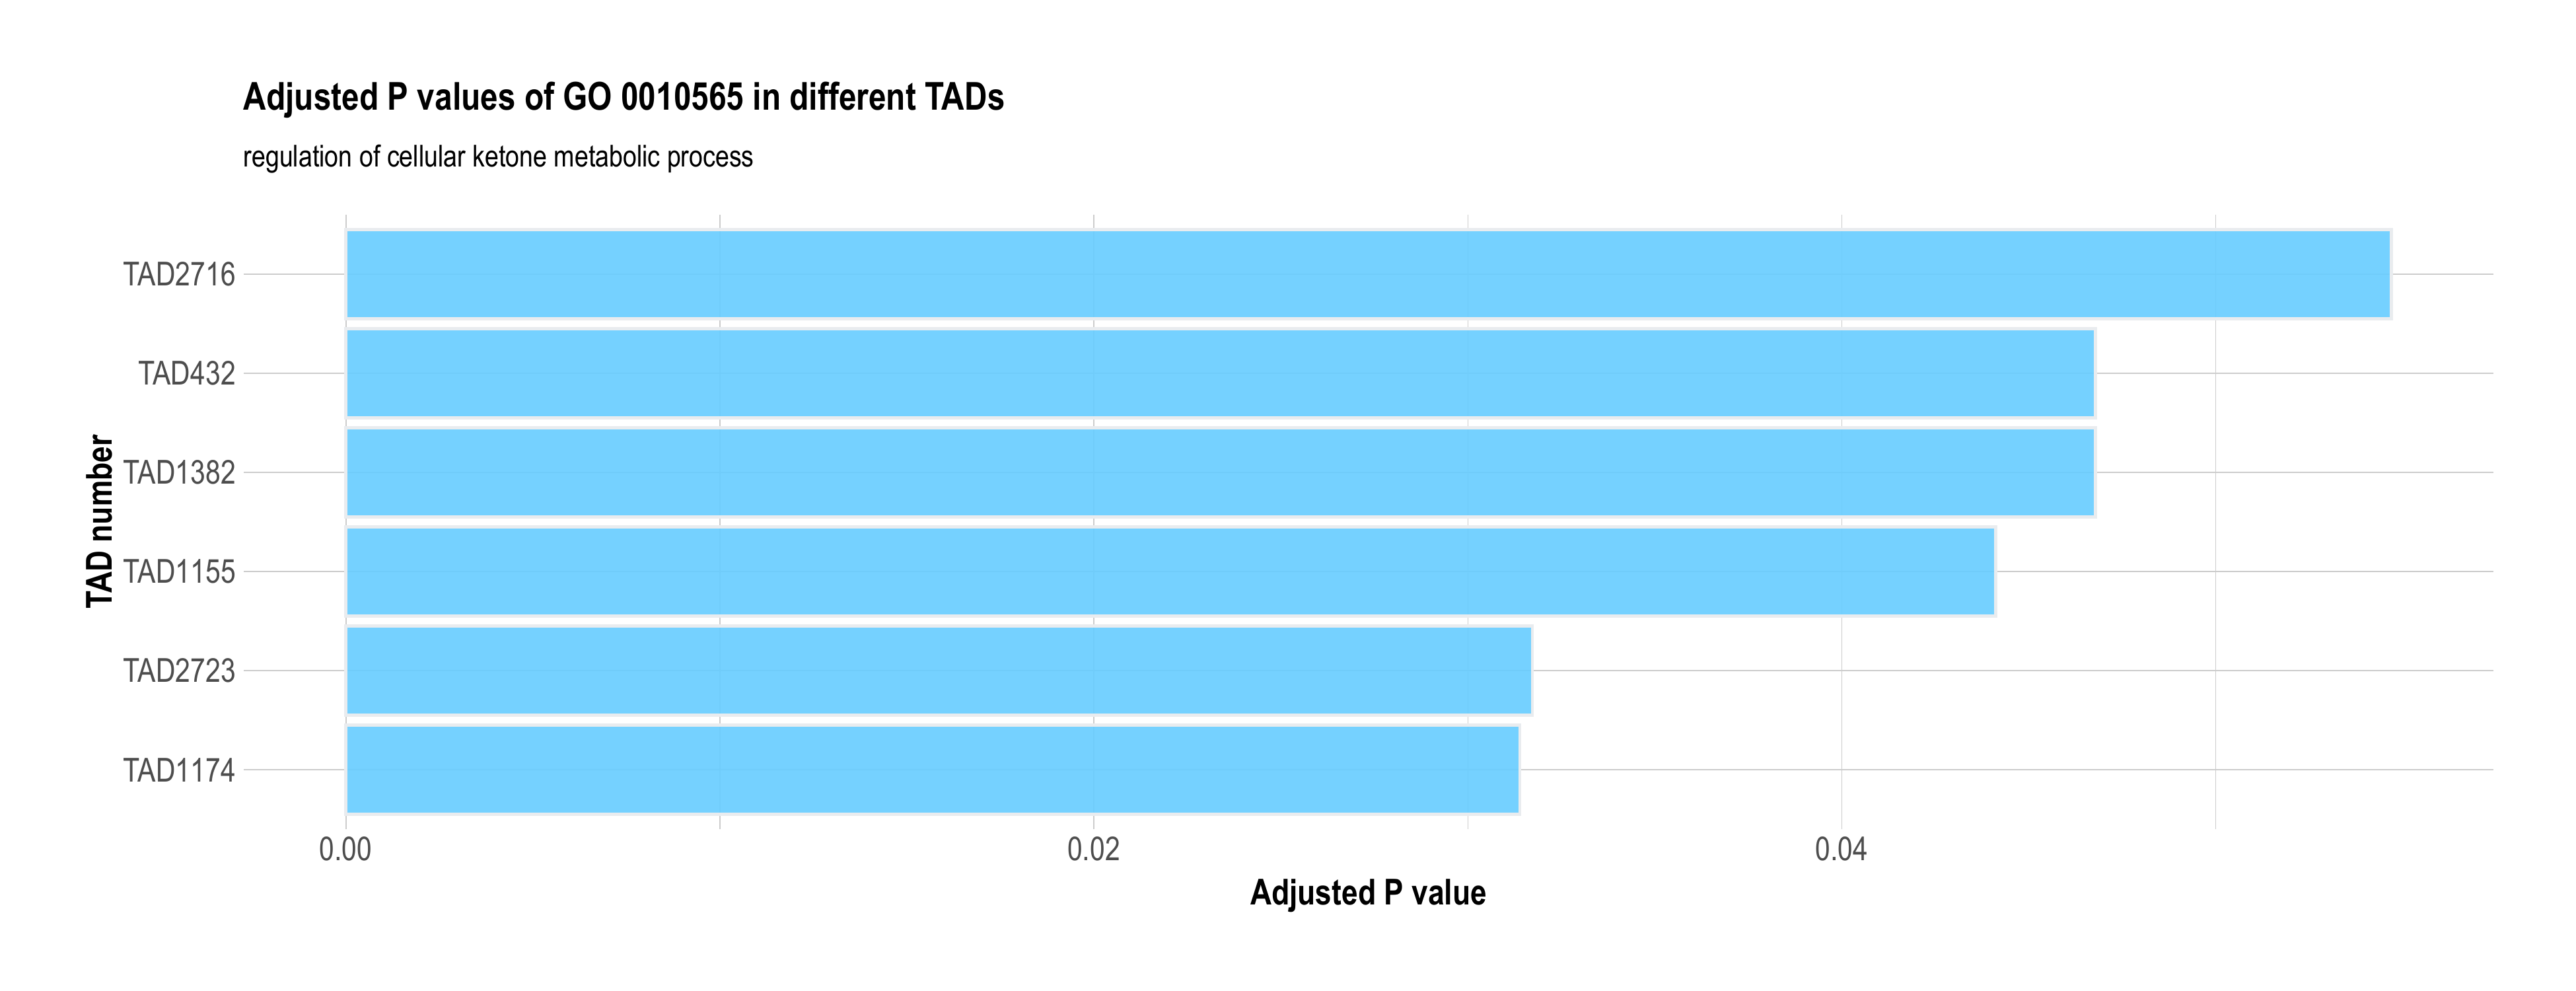 Adjusted P values of GO 0010565 in different TADs
regulation of cellular ketone metabolic process
TAD number
TAD2716
TAD432
TAD1382
TAD1155
TAD2723
TAD1174
0.00 0.02 0.04
Adjusted P value